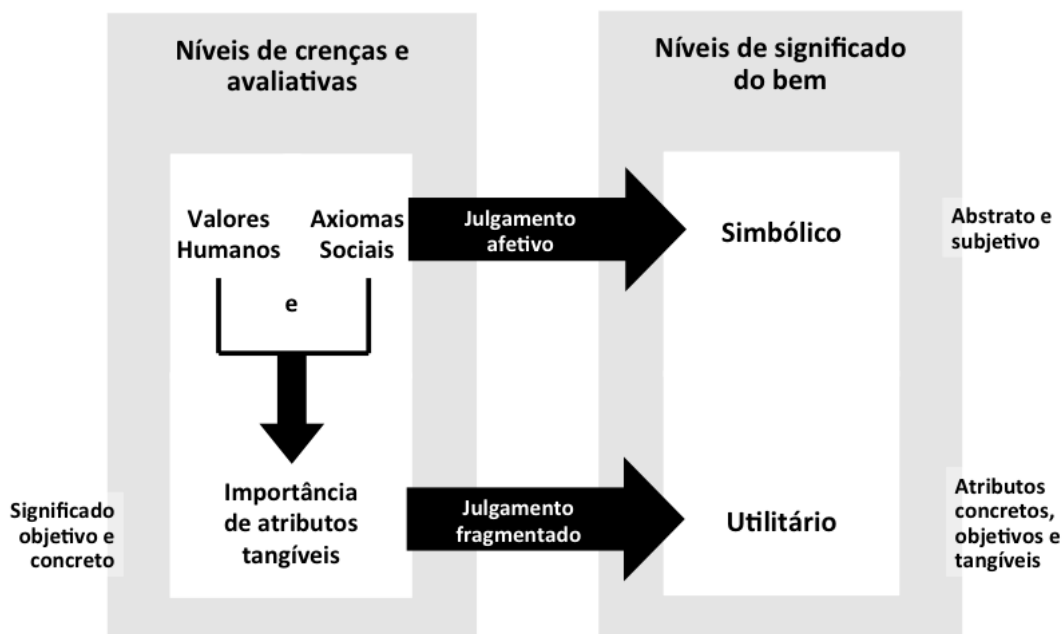 Níveis de crenças e
avaliativas
Níveis de significado
do bem
Valores
Humanos
Axiomas
Sociais
e
Julgamento
afetivo
Simbólico
Abstrato e
subjetivo
Significado
objetivo e
concreto
Importância
de atributos
tangíveis
Julgamento
fragmentado
Utilitário
Atributos
concretos,
objetivos e
tangíveis